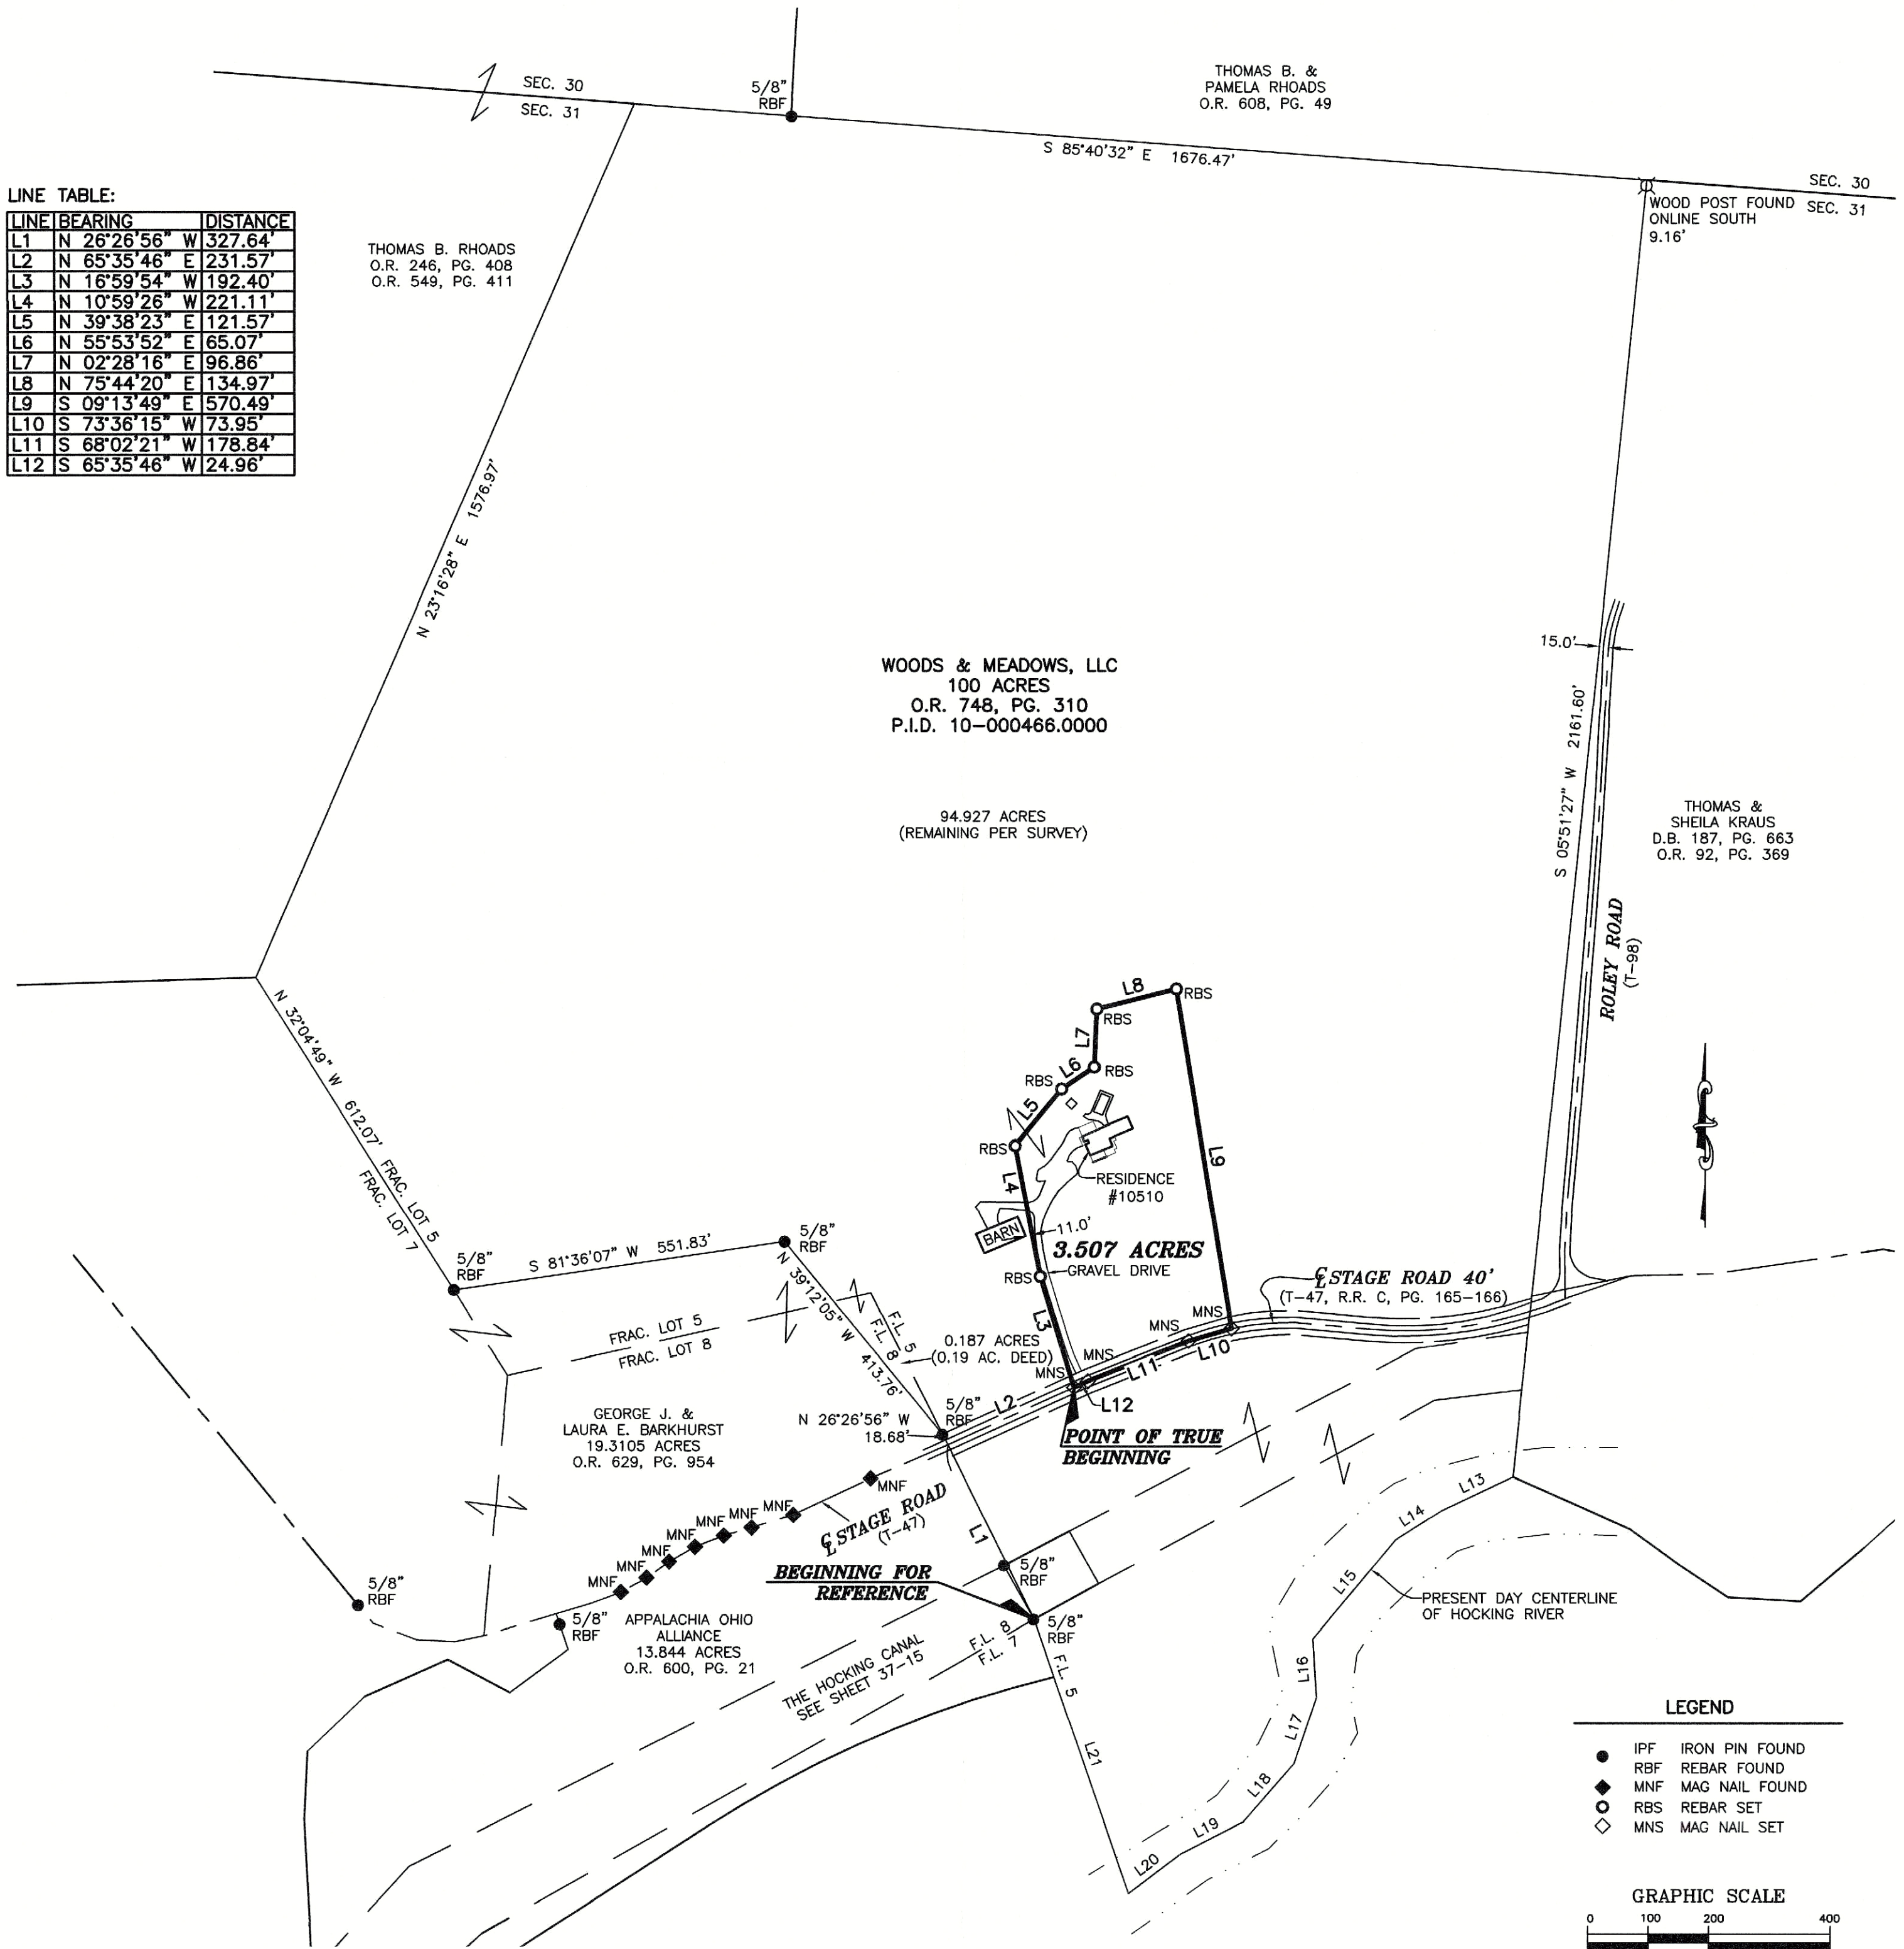 SEC. 30
SEC. 31
5/8"
RBF
THOMAS B. &
PAMELA RHOADS
O.R. 608, PG. 49
S 85°40'32" E 1676.47'
SEC. 30
SEC. 31
WOOD POST FOUND
ONLINE SOUTH
9.16'
LINE TABLE:
LINE BEARING DISTANCE
L1 N 26°26'56" W 327.64'
L2 N 65°35'46" E 231.57'
L3 N 16°59'54" W 192.40'
L4 N 10°59'26" W 221.11'
L5 N 39°38'23" E 121.57'
L6 N 55°53'52" E 65.07'
L7 N 02°28'16" E 96.86'
L8 N 75°44'20" E 134.97'
L9 S 09°13'49" E 570.49'
L10 S 73°36'15" W 73.95'
L11 S 68°02'21" W 178.84'
L12 S 65°35'46" W 24.96'
THOMAS B. RHOADS
O.R. 246, PG. 408
O.R. 549, PG. 411
N 23°16'28" E 1576.97'
15.0'
WOODS & MEADOWS, LLC
100 ACRES
O.R. 748, PG. 310
P.I.D. 10-000466.0000
94.927 ACRES
(REMAINING PER SURVEY)
S 05°51'27" W 2161.60'
THOMAS &
SHEILA KRAUS
D.B. 187, PG. 663
O.R. 92, PG. 369
ROLEY ROAD
(T-98)
N 32°04'49" W 612.07'
FRAC. LOT 5
FRAC. LOT 7
L8
RBS
RBS
L7
L6
RBS
RBS
L5
RBS
L4
L9
RESIDENCE
#10510
BARN
11.0'
3.507 ACRES
RBS
GRAVEL DRIVE
L3
5/8"
RBF
S 81°36'07" W 551.83'
5/8"
RBF
N 39°12'05" W 413.76'
FRAC. LOT 5
FRAC. LOT 8
F.L. 5
F.L. 8
0.187 ACRES
(0.19 AC. DEED)
℄ STAGE ROAD 40'
(T-47, R.R. C, PG. 165-166)
MNS
MNS
MNS
MNS
L10
L11
L12
L2
5/8"
RBF
N 26°26'56" W
18.68'
POINT OF TRUE
BEGINNING
GEORGE J. &
LAURA E. BARKHURST
19.3105 ACRES
O.R. 629, PG. 954
MNF
MNF
MNF
MNF
MNF
MNF
MNF
MNF
℄ STAGE ROAD
(T-47)
L1
5/8"
RBF
BEGINNING FOR
REFERENCE
5/8"
RBF
5/8"
RBF
5/8"
RBF
APPALACHIA OHIO
ALLIANCE
13.844 ACRES
O.R. 600, PG. 21
THE HOCKING CANAL
SEE SHEET 37-15
F.L. 8
F.L. 7
F.L. 5
L13
L14
L15
L16
L17
L18
L19
L20
L21
PRESENT DAY CENTERLINE
OF HOCKING RIVER
LEGEND
IPF IRON PIN FOUND
RBF REBAR FOUND
MNF MAG NAIL FOUND
RBS REBAR SET
MNS MAG NAIL SET
GRAPHIC SCALE
0 100 200 400